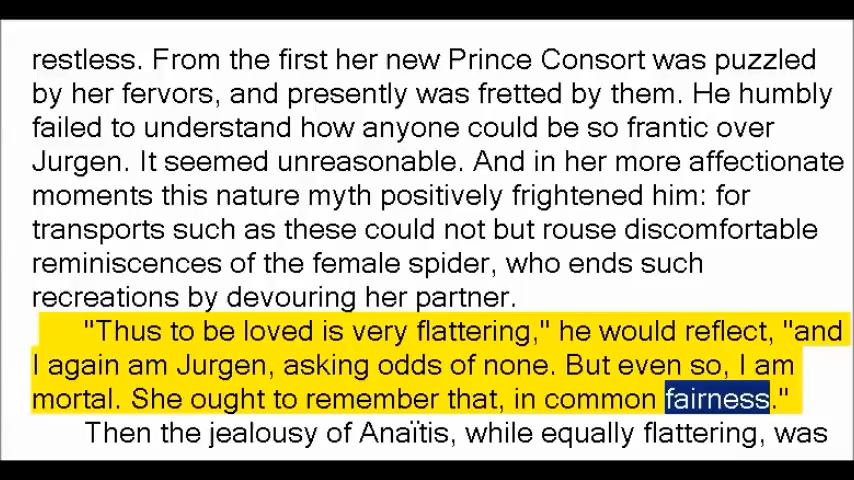 restless. From the first her new Prince Consort was puzzled
by her fervors, and presently was fretted by them. He humbly
failed to understand how anyone could be so frantic over
Jurgen. It seemed unreasonable. And in her more affectionate
moments this nature myth positively frightened him: for
transports such as these could not but rouse discomfortable
reminiscences of the female spider, who ends such
recreations by devouring her partner.
"Thus to be loved is very flattering," he would reflect, "and
I again am Jurgen, asking odds of none. But even so, I am
mortal. She ought to remember that, in common fairness."
Then the jealousy of Anaïtis, while equally flattering, was